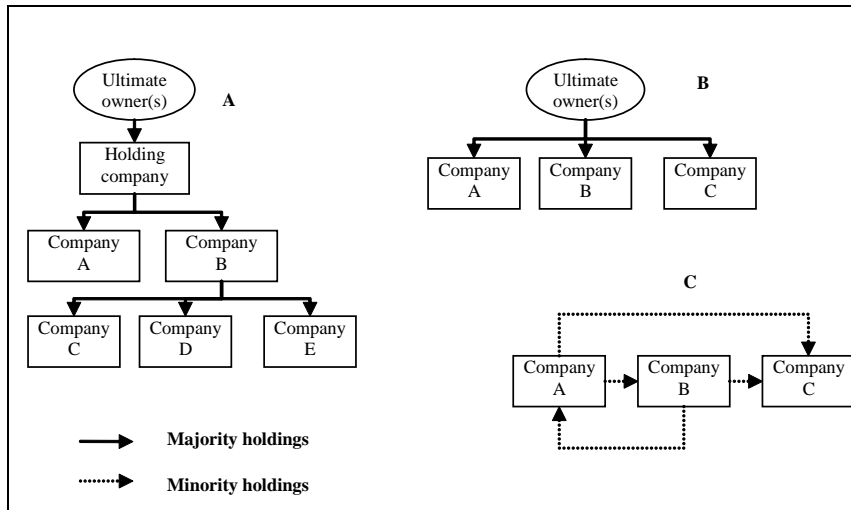 Ultimate
owner(s)
A
Holding
company
Company
A
Company
B
Company
C
Company
D
Company
E
Ultimate
owner(s)
B
Company
A
Company
B
Company
C
C
Company
A
Company
B
Company
C
Majority holdings
Minority holdings